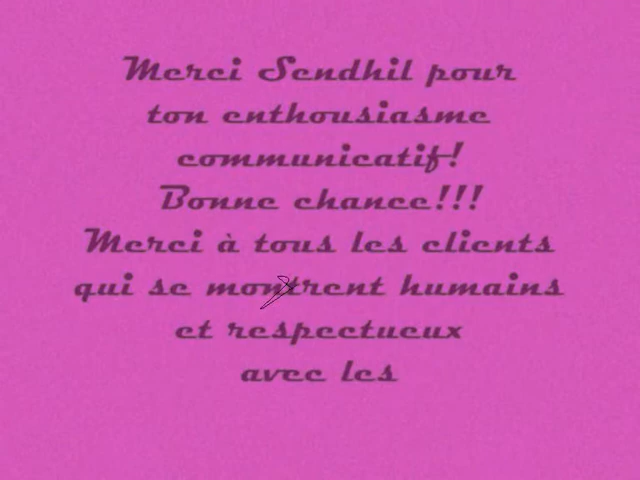 Merci Sendhil pour
ton enthousiasme
communicatif!
Bonne chance!!!
Merci à tous les clients
qui se montrent humains
et respectueux
avec les